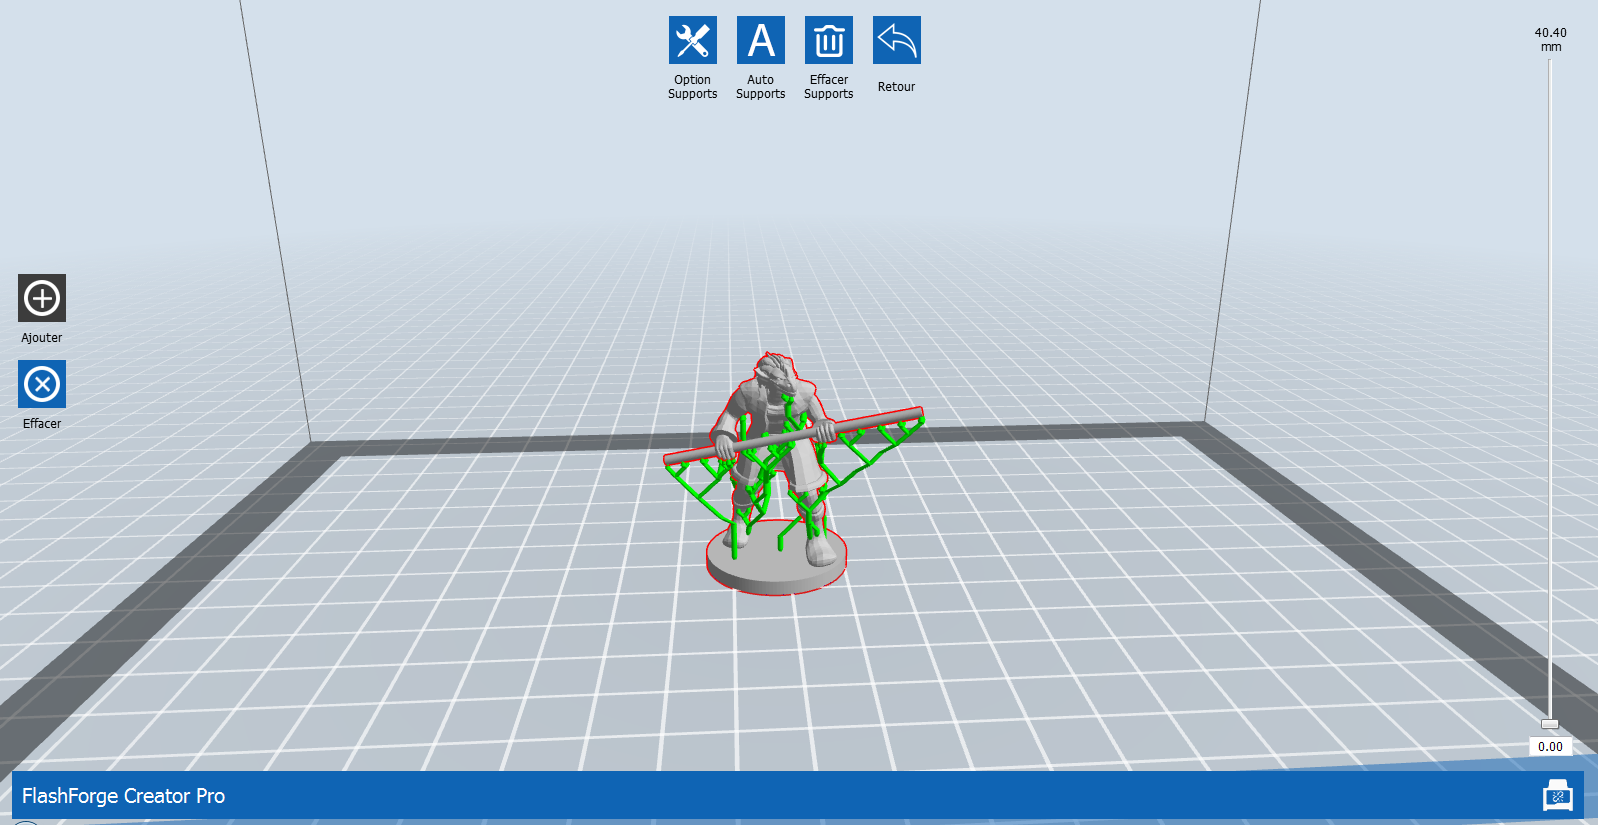 40.40
mm
Option
Supports
Auto
Supports
Effacer
Supports
Retour
A
Ajouter
Effacer
0.00
FlashForge Creator Pro